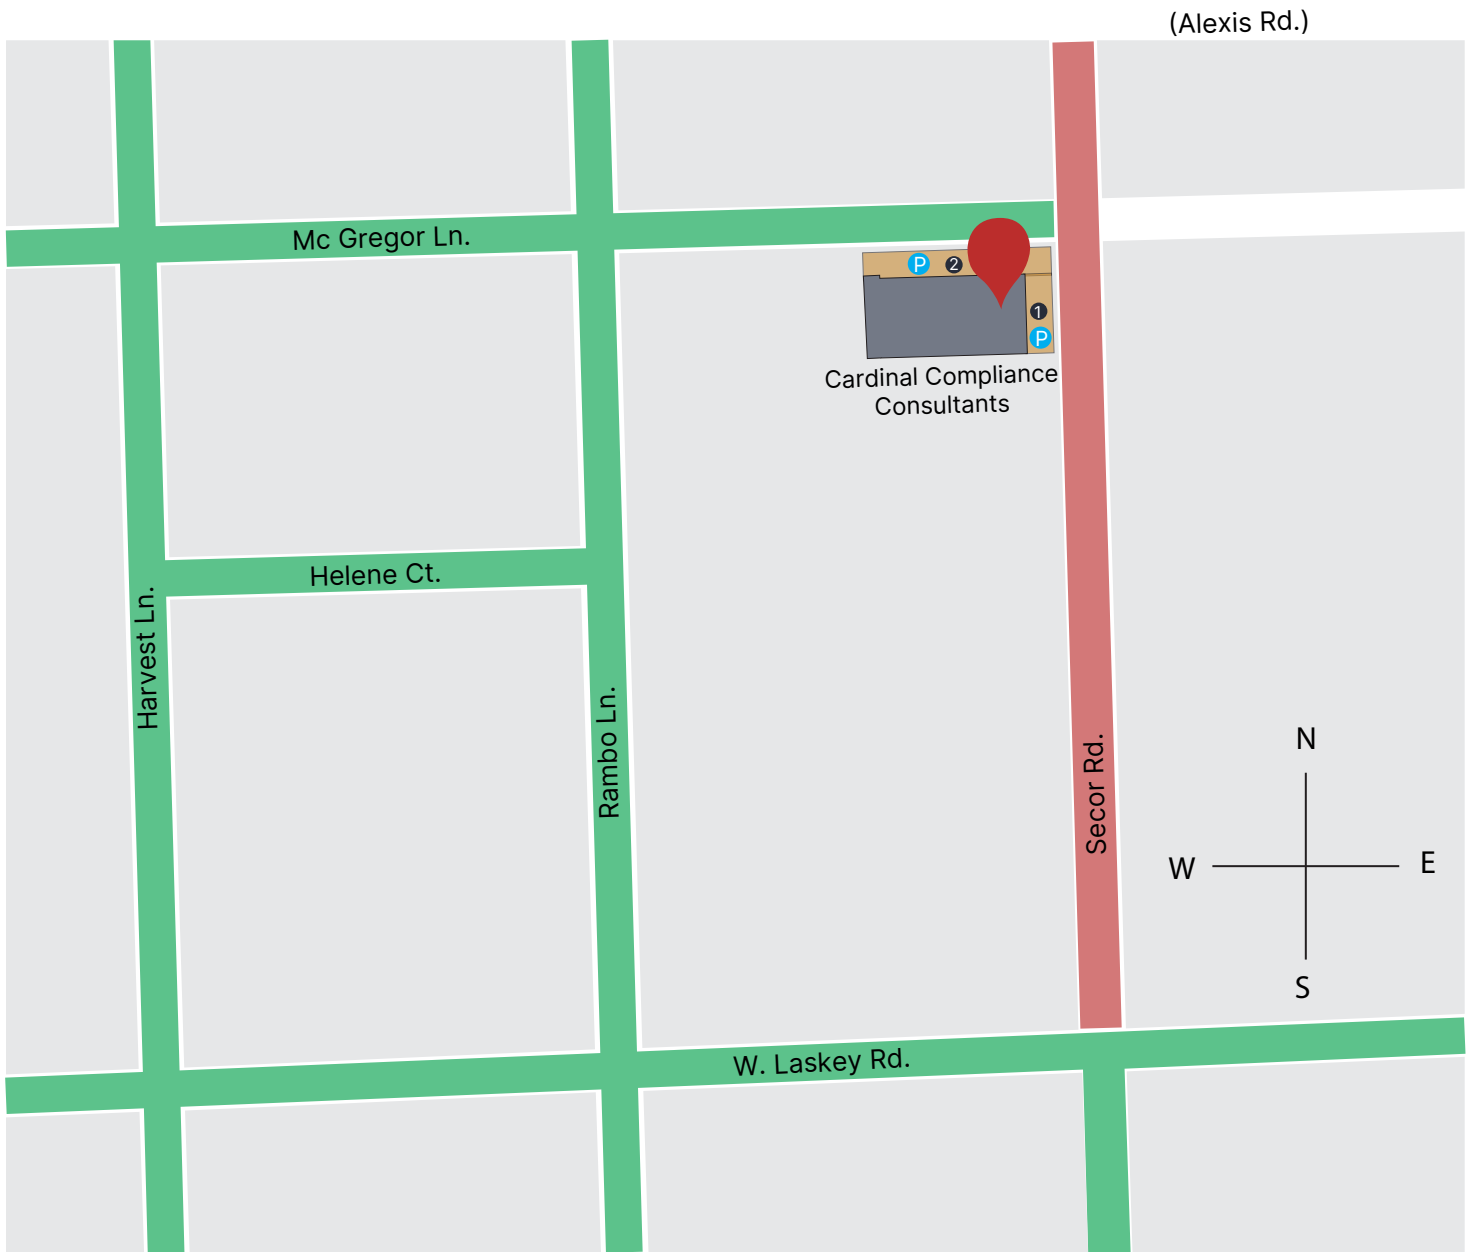 (Alexis Rd.)
Mc Gregor Ln.
P
2
1
P
Cardinal Compliance
Consultants
Helene Ct.
Harvest Ln.
Rambo Ln.
Secor Rd.
N
W
E
S
W. Laskey Rd.